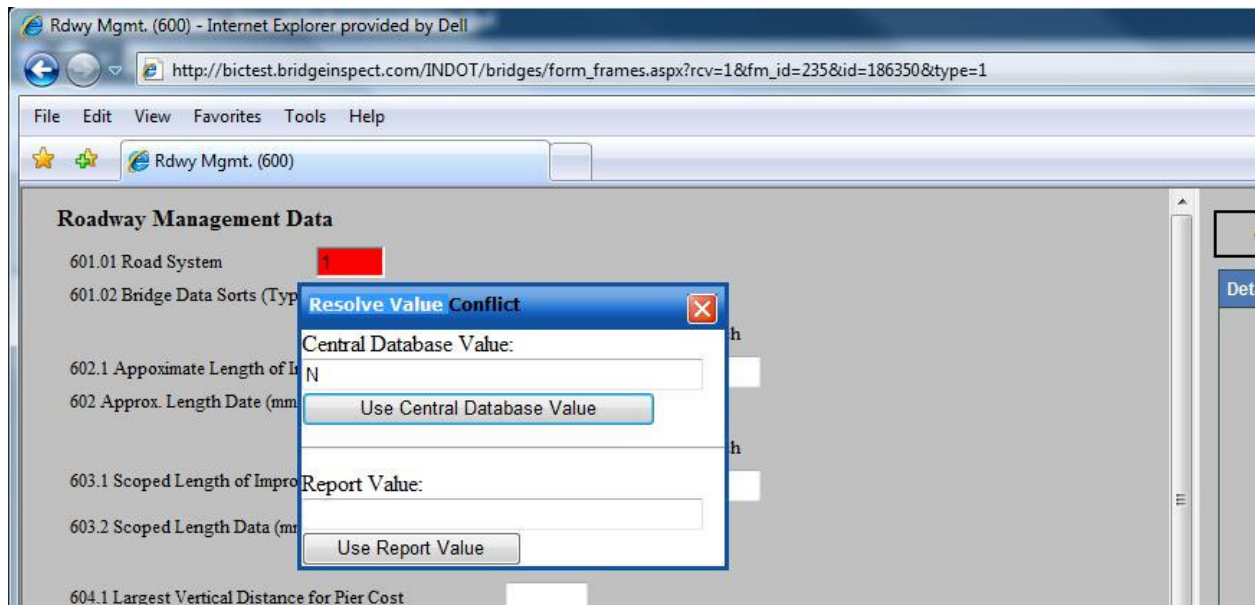 Rdwy Mgmt. (600) - Internet Explorer provided by Dell
http://bictest.bridgeinspect.com/INDOT/bridges/form_frames.aspx?rcv=1&fm_id=235&id=186350&type=1
File Edit View Favorites Tools Help
Rdwy Mgmt. (600)
Roadway Management Data
601.01 Road System 1
601.02 Bridge Data Sorts (Typ
Det
Resolve Value Conflict
h
Central Database Value:
602.1 Appoximate Length of I
N
602 Approx. Length Date (mm
Use Central Database Value
h
603.1 Scoped Length of Impro
Report Value:
603.2 Scoped Length Data (mm
Use Report Value
604.1 Largest Vertical Distance for Pier Cost